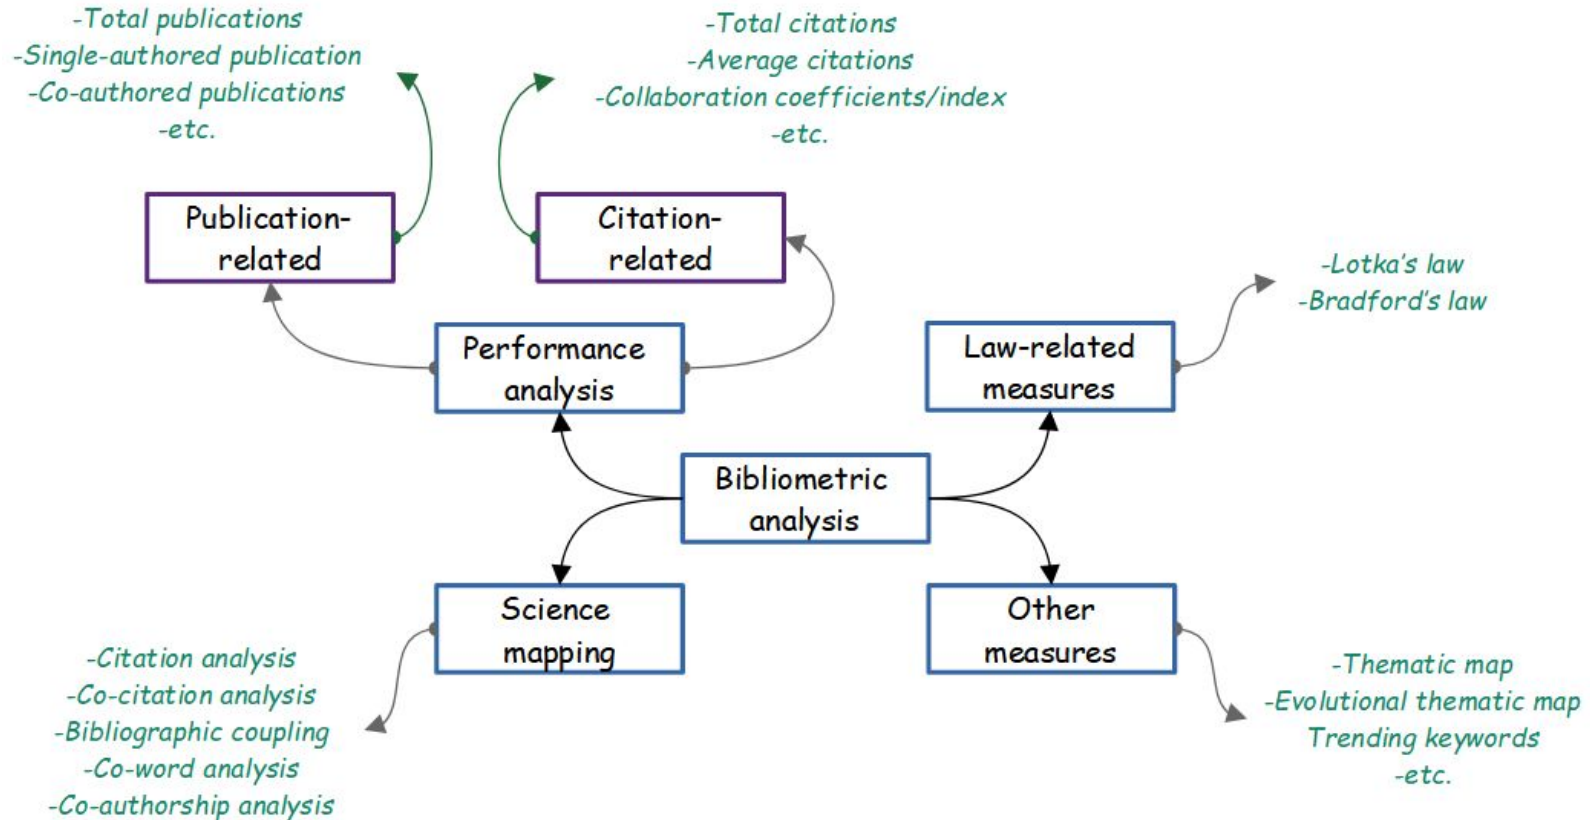 -Total publications
-Single-authored publication
-Co-authored publications
-etc.
-Total citations
-Average citations
-Collaboration coefficients/index
-etc.
Publication-
related
Citation-
related
-Lotka's law
-Bradford's law
Performance
analysis
Law-related
measures
Bibliometric
analysis
Science
mapping
Other
measures
-Citation analysis
-Co-citation analysis
-Bibliographic coupling
-Co-word analysis
-Co-authorship analysis
-Thematic map
-Evolutional thematic map
Trending keywords
-etc.